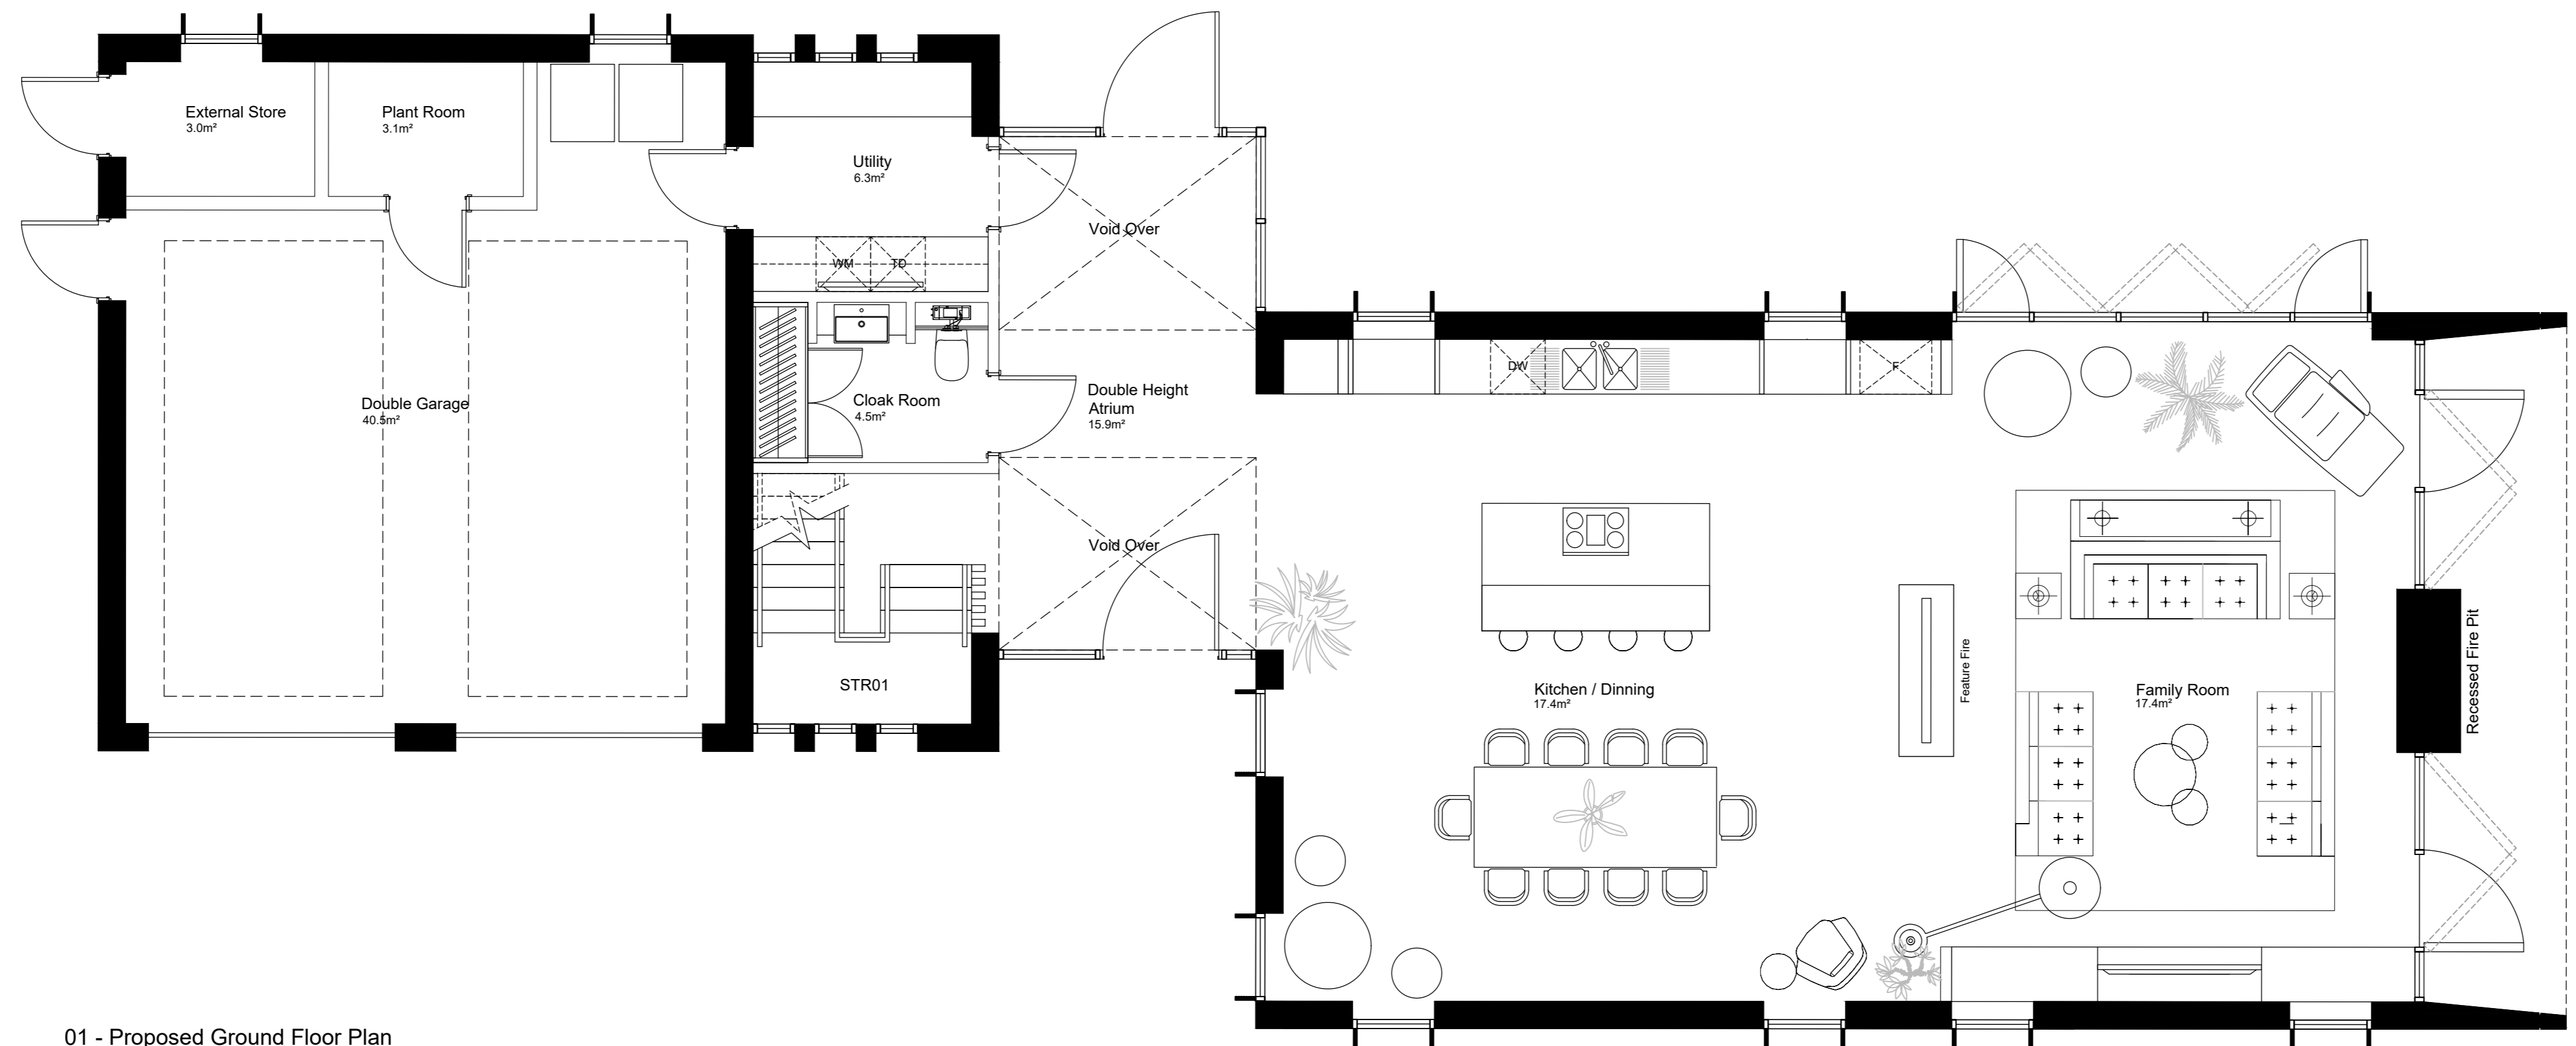 External Store
3.0m²
Plant Room
3.1m²
Utility
6.3m²
Void Over
WM
TD
DW
F
Double Garage
40.5m²
Cloak Room
4.5m²
Double Height
Atrium
15.9m²
Void Over
STR01
Kitchen / Dinning
17.4m²
Feature Fire
Family Room
17.4m²
Recessed Fire Pit
01 - Proposed Ground Floor Plan